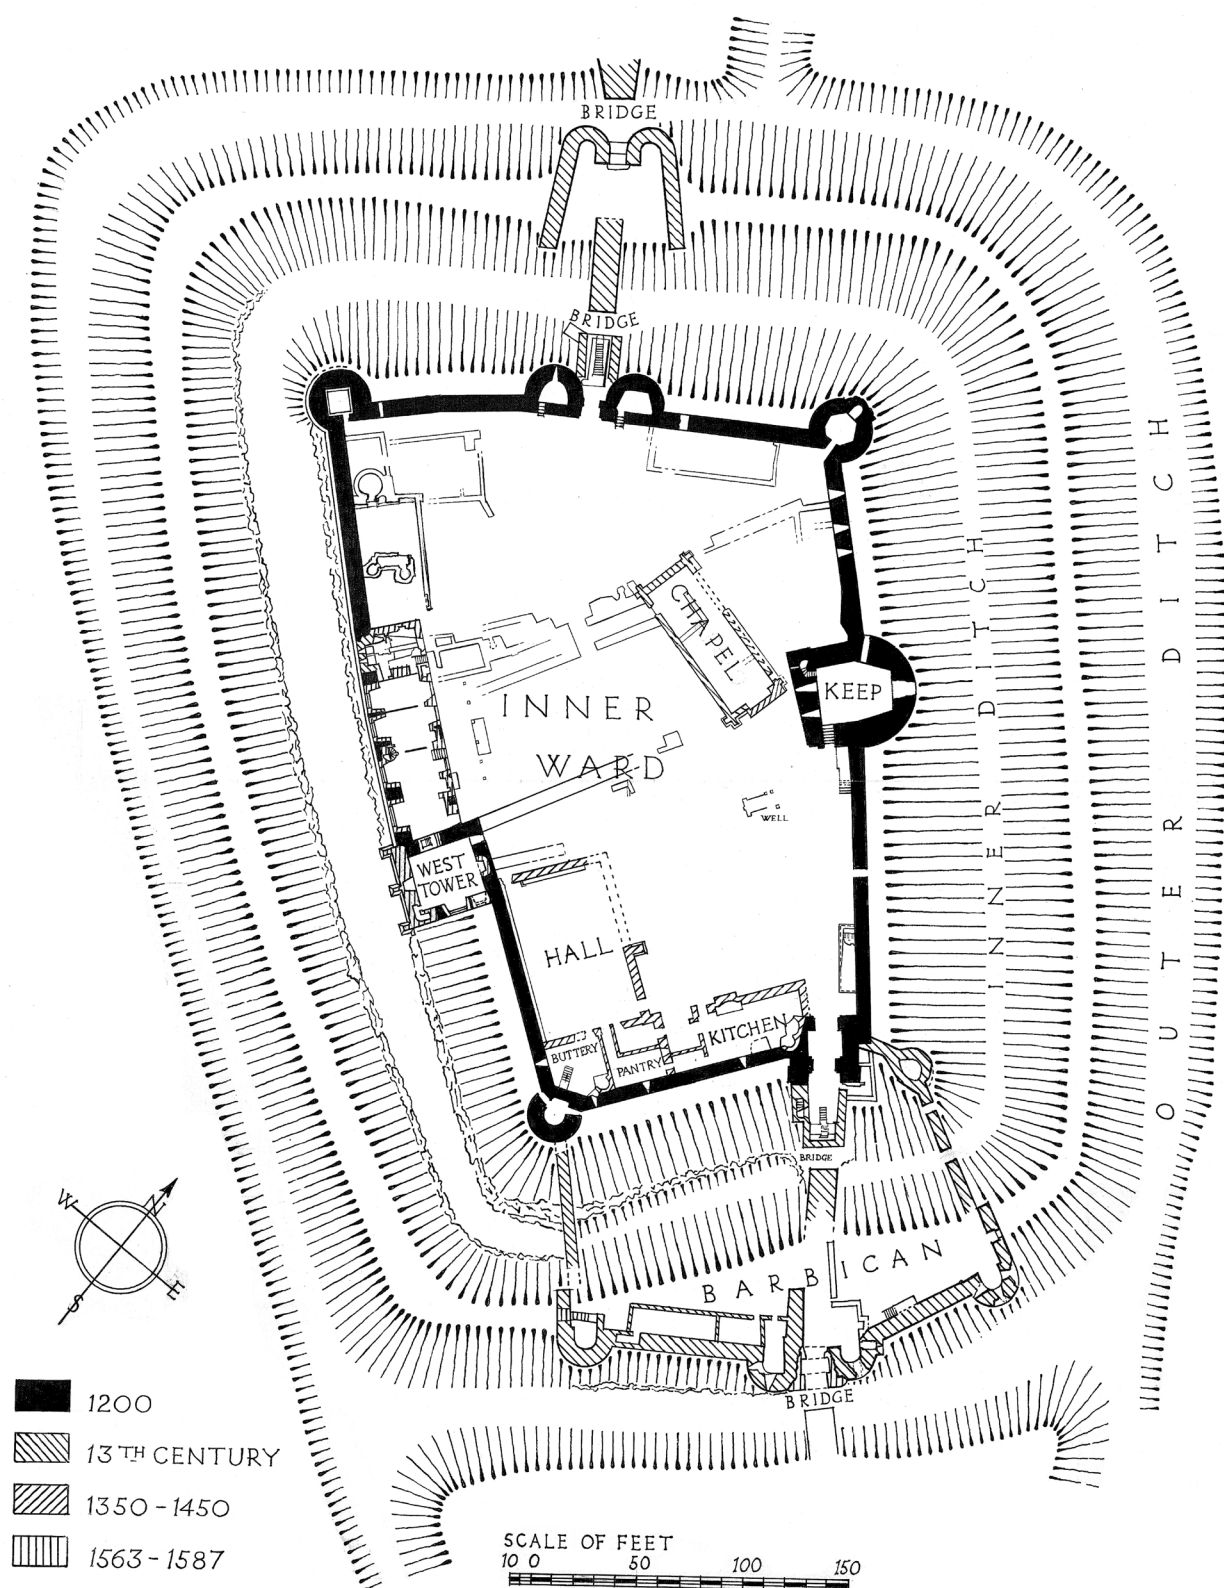 BRIDGE
BRIDGE
CHAPEL
KEEP
INNER
WARD
WELL
WEST
TOWER
HALL
KITCHEN
BUTTERY
PANTRY
INNER DITCH
OUTER DITCH
BRIDGE
BARBICAN
BRIDGE
W
N
S
E
1200
13TH CENTURY
1350-1450
1563-1587
SCALE OF FEET
10 0 50 100 150